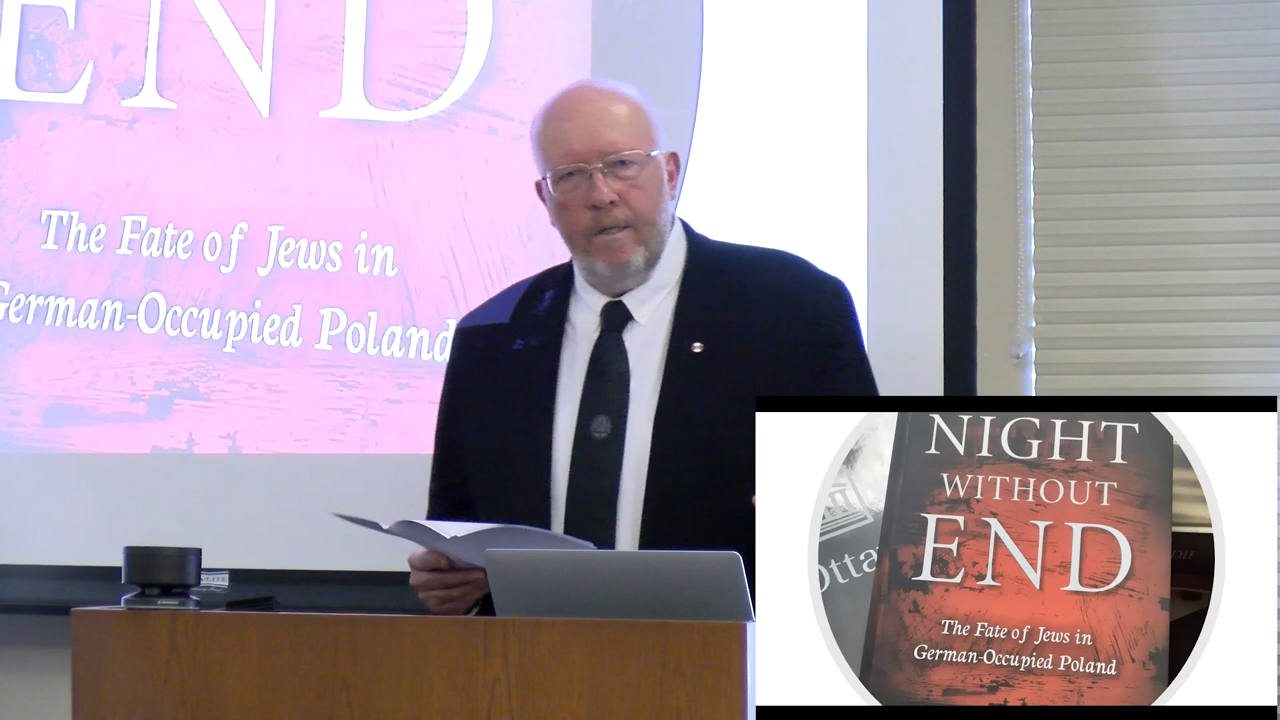 END
The Fate of Jews in
German-Occupied Poland
NIGHT
WITHOUT
END
The Fate of Jews in
German-Occupied Poland
Otta